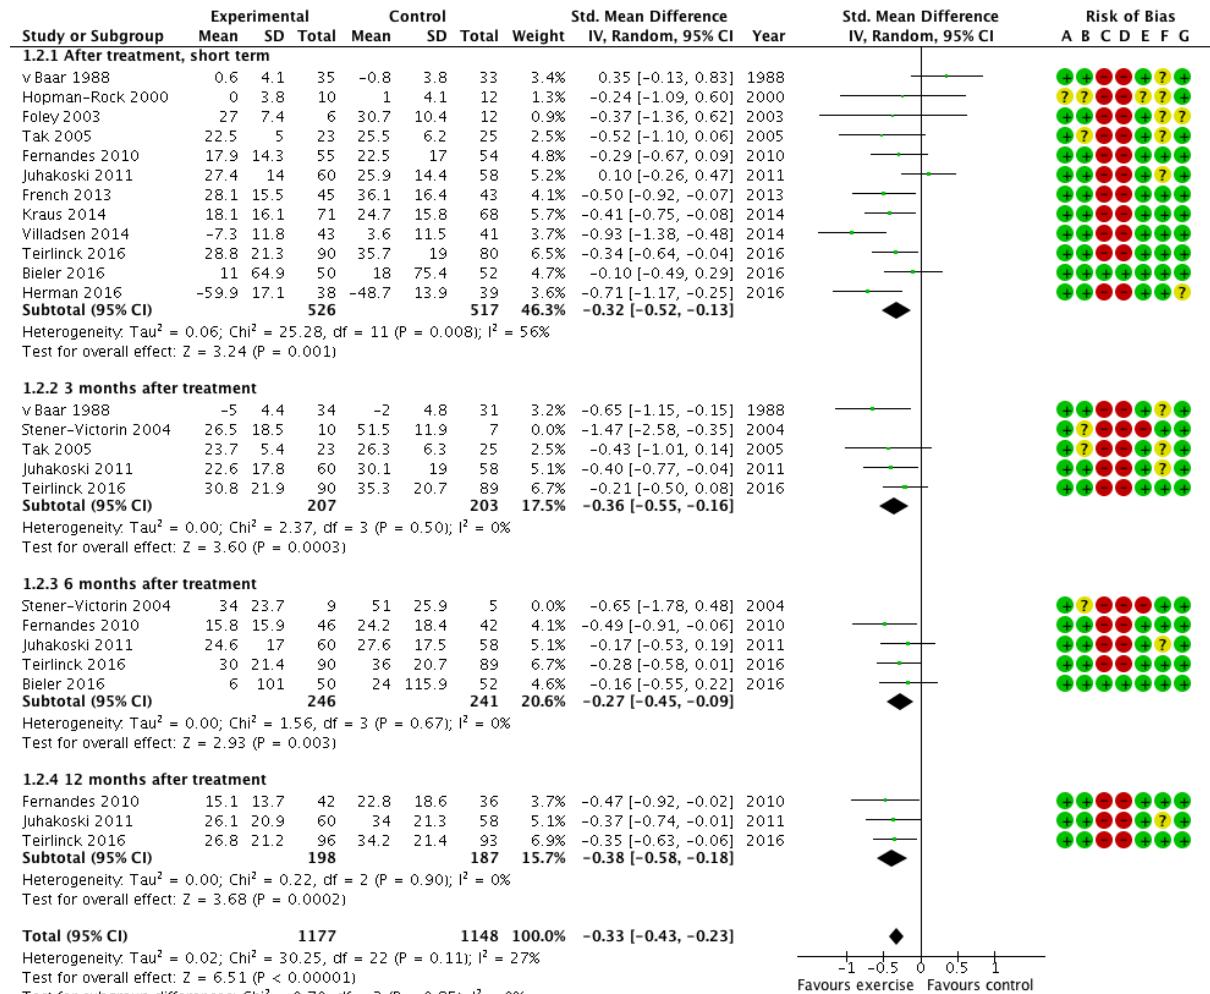 Experimental Control Std. Mean Difference Std. Mean Difference Risk of Bias
Study or Subgroup Mean SD Total Mean SD Total Weight IV, Random, 95% CI Year IV, Random, 95% CI A B C D E F G
1.2.1 After treatment, short term
v Baar 1988 0.6 4.1 35 −0.8 3.8 33 3.4% 0.35 [−0.13, 0.83] 1988 + + − − + ? +
Hopman−Rock 2000 0 3.8 10 1 4.1 12 1.3% −0.24 [−1.09, 0.60] 2000 ? ? − − ? ? +
Foley 2003 27 7.4 6 30.7 10.4 12 0.9% −0.37 [−1.36, 0.62] 2003 + + − − + ? ?
Tak 2005 22.5 5 23 25.5 6.2 25 2.5% −0.52 [−1.10, 0.06] 2005 + ? − − + ? +
Fernandes 2010 17.9 14.3 55 22.5 17 54 4.8% −0.29 [−0.67, 0.09] 2010 + + − − + + +
Juhakoski 2011 27.4 14 60 25.9 14.4 58 5.2% 0.10 [−0.26, 0.47] 2011 + + − − + ? +
French 2013 28.1 15.5 45 36.1 16.4 43 4.1% −0.50 [−0.92, −0.07] 2013 + + − − + + +
Kraus 2014 18.1 16.1 71 24.7 15.8 68 5.7% −0.41 [−0.75, −0.08] 2014 + + − − + + +
Villadsen 2014 −7.3 11.8 43 3.6 11.5 41 3.7% −0.93 [−1.38, −0.48] 2014 + + − − + + +
Teirlinck 2016 28.8 21.3 90 35.7 19 80 6.5% −0.34 [−0.64, −0.04] 2016 + + − − + + +
Bieler 2016 11 64.9 50 18 75.4 52 4.7% −0.10 [−0.49, 0.29] 2016 + + + + + + +
Herman 2016 −59.9 17.1 38 −48.7 13.9 39 3.6% −0.71 [−1.17, −0.25] 2016 + + − − + + ?
Subtotal (95% CI) 526 517 46.3% −0.32 [−0.52, −0.13]
Heterogeneity: Tau² = 0.06; Chi² = 25.28, df = 11 (P = 0.008); I² = 56%
Test for overall effect: Z = 3.24 (P = 0.001)
1.2.2 3 months after treatment
v Baar 1988 −5 4.4 34 −2 4.8 31 3.2% −0.65 [−1.15, −0.15] 1988 + + − − + ? +
Stener−Victorin 2004 26.5 18.5 10 51.5 11.9 7 0.0% −1.47 [−2.58, −0.35] 2004 + ? − − − + +
Tak 2005 23.7 5.4 23 26.3 6.3 25 2.5% −0.43 [−1.01, 0.14] 2005 + ? − − + ? +
Juhakoski 2011 22.6 17.8 60 30.1 19 58 5.1% −0.40 [−0.77, −0.04] 2011 + + − − + ? +
Teirlinck 2016 30.8 21.9 90 35.3 20.7 89 6.7% −0.21 [−0.50, 0.08] 2016 + + − − + + +
Subtotal (95% CI) 207 203 17.5% −0.36 [−0.55, −0.16]
Heterogeneity: Tau² = 0.00; Chi² = 2.37, df = 3 (P = 0.50); I² = 0%
Test for overall effect: Z = 3.60 (P = 0.0003)
1.2.3 6 months after treatment
Stener−Victorin 2004 34 23.7 9 51 25.9 5 0.0% −0.65 [−1.78, 0.48] 2004 + ? − − − + +
Fernandes 2010 15.8 15.9 46 24.2 18.4 42 4.1% −0.49 [−0.91, −0.06] 2010 + + − − + + +
Juhakoski 2011 24.6 17 60 27.6 17.5 58 5.1% −0.17 [−0.53, 0.19] 2011 + + − − + ? +
Teirlinck 2016 30 21.4 90 36 20.7 89 6.7% −0.28 [−0.58, 0.01] 2016 + + − − + + +
Bieler 2016 6 101 50 24 115.9 52 4.6% −0.16 [−0.55, 0.22] 2016 + + + + + + +
Subtotal (95% CI) 246 241 20.6% −0.27 [−0.45, −0.09]
Heterogeneity: Tau² = 0.00; Chi² = 1.56, df = 3 (P = 0.67); I² = 0%
Test for overall effect: Z = 2.93 (P = 0.003)
1.2.4 12 months after treatment
Fernandes 2010 15.1 13.7 42 22.8 18.6 36 3.7% −0.47 [−0.92, −0.02] 2010 + + − − + + +
Juhakoski 2011 26.1 20.9 60 34 21.3 58 5.1% −0.37 [−0.74, −0.01] 2011 + + − − + ? +
Teirlinck 2016 26.8 21.2 96 34.2 21.4 93 6.9% −0.35 [−0.63, −0.06] 2016 + + − − + + +
Subtotal (95% CI) 198 187 15.7% −0.38 [−0.58, −0.18]
Heterogeneity: Tau² = 0.00; Chi² = 0.22, df = 2 (P = 0.90); I² = 0%
Test for overall effect: Z = 3.68 (P = 0.0002)
Total (95% CI) 1177 1148 100.0% −0.33 [−0.43, −0.23]
Heterogeneity: Tau² = 0.02; Chi² = 30.25, df = 22 (P = 0.11); I² = 27%
Test for overall effect: Z = 6.51 (P < 0.00001)
−1 −0.5 0 0.5 1
Favours exercise Favours control